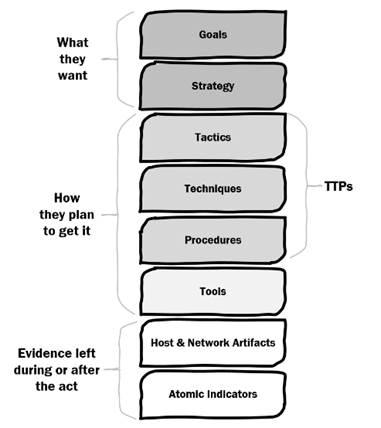 What
they
want
Goals
Strategy
How
they plan
to get it
Tactics
Techniques
Procedures
Tools
TTPs
Evidence left
during or after
the act
Host & Network Artifacts
Atomic Indicators